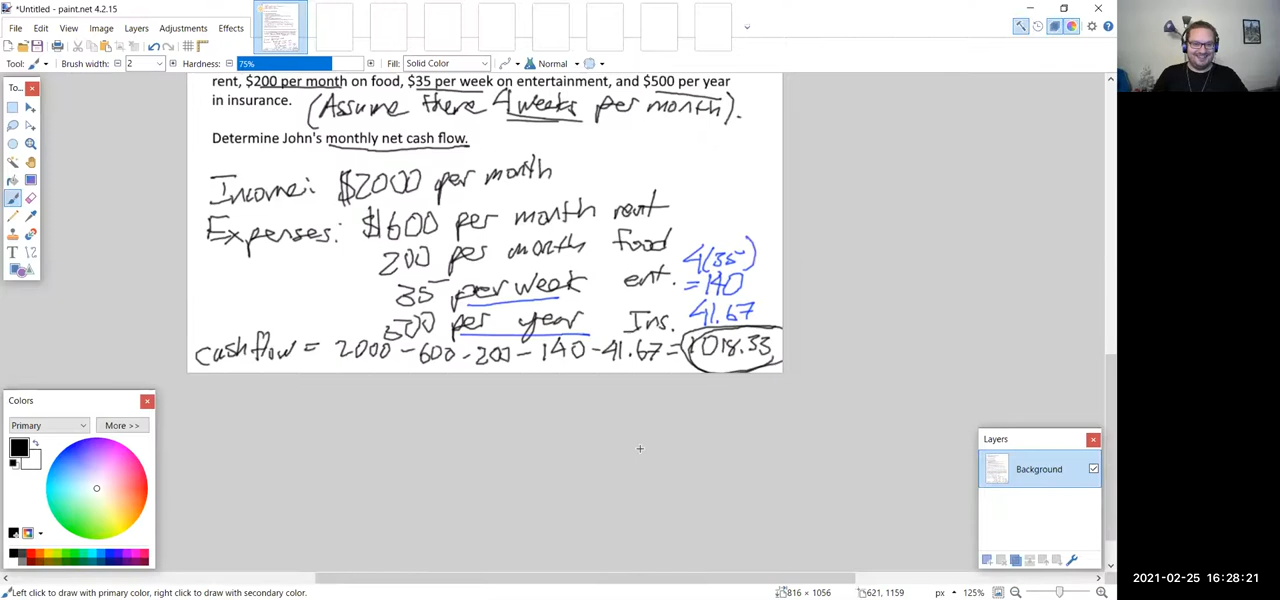 *Untitled - paint.net 4.2.15
File Edit View Image Layers Adjustments Effects
Tool: Brush width: 2 Hardness: 75% Fill: Solid Color Normal
To...
rent, $200 per month on food, $35 per week on entertainment, and $500 per year
in insurance. (Assume there 4 weeks per month).
Determine John's monthly net cash flow.
Income: $2000 per month
Expenses: $600 per month rent
200 per month food
35 per week ent. 4(35) = 140
500 per year Ins. 41.67
cashflow = 2000 - 600 - 200 - 140 - 41.67 = 1018.33
Colors
Primary More >>
Layers
Background
Left click to draw with primary color, right click to draw with secondary color.
816 × 1056 621, 1159 px 125%
2021-02-25 16:28:21